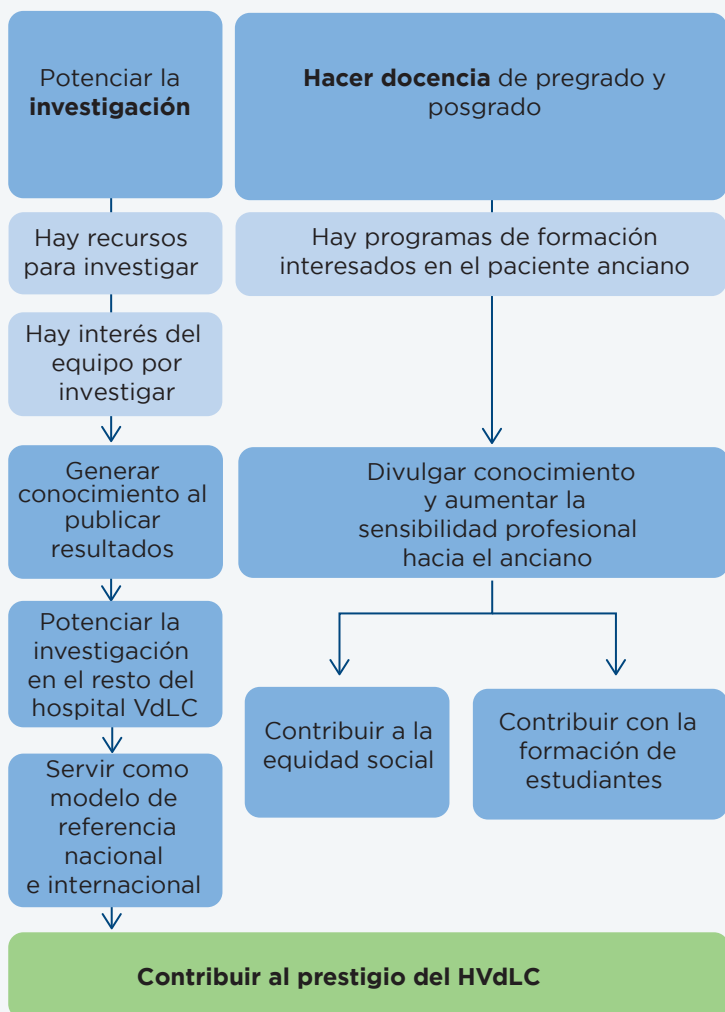 Potenciar la
investigación
Hacer docencia de pregrado y
posgrado
Hay recursos
para investigar
Hay programas de formación
interesados en el paciente anciano
Hay interés del
equipo por
investigar
Generar
conocimiento al
publicar
resultados
Divulgar conocimiento
y aumentar la
sensibilidad profesional
hacia el anciano
Potenciar la
investigación
en el resto del
hospital VdLC
Contribuir a la
equidad social
Contribuir con la
formación de
estudiantes
Servir como
modelo de
referencia
nacional
e internacional
Contribuir al prestigio del HVdLC